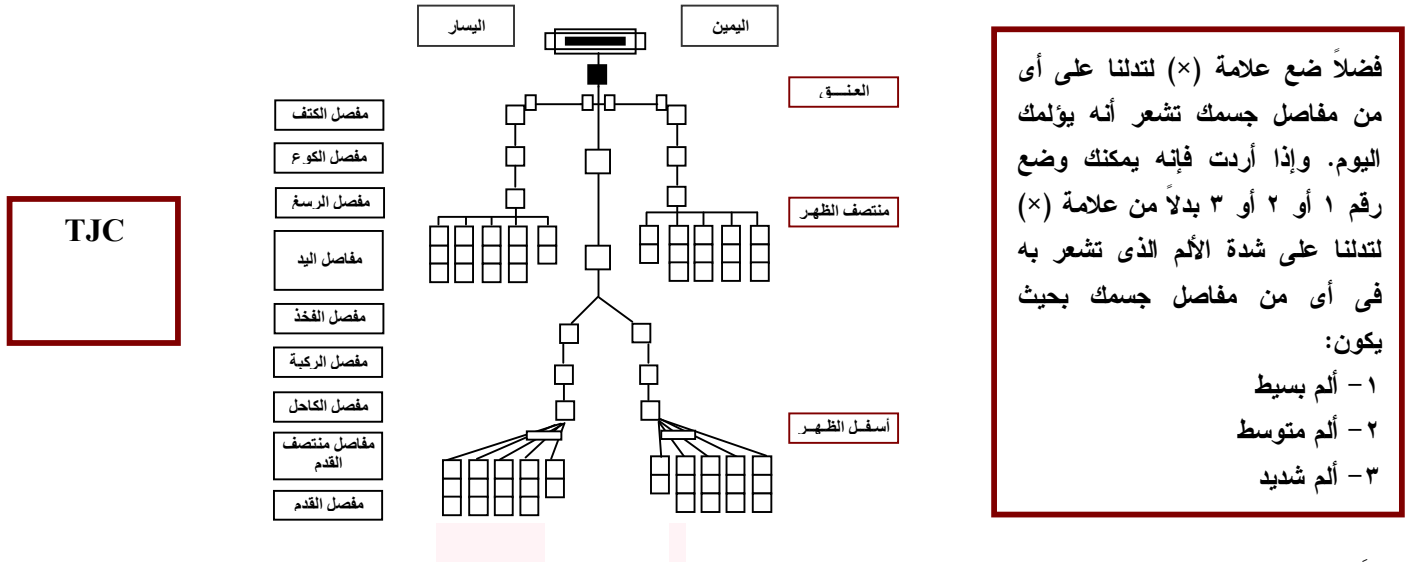 فضلاً ضع علامة (×) لتدلنا على أى
من مفاصل جسمك تشعر أنه يؤلمك
اليوم. وإذا أردت فإنه يمكنك وضع
رقم ١ أو ٢ أو ٣ بدلاً من علامة (×)
لتدلنا على شدة الألم الذى تشعر به
فى أى من مفاصل جسمك بحيث
يكون:
١- ألم بسيط
٢- ألم متوسط
٣- ألم شديد
اليمين
اليسار
العنـــق
منتصف الظهـر
أسفــل الظـهــر
مفصل الكتف
مفصل الكوع
مفصل الرسغ
مفاصل اليد
مفصل الفخذ
مفصل الركبة
مفصل الكاحل
مفاصل منتصف
القدم
مفصل القدم
TJC